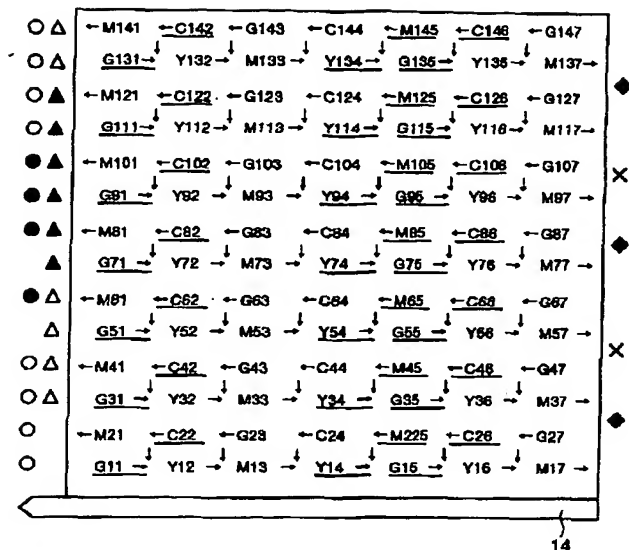 M141 C142 G143 C144 M145 C146 G147
G131 Y132 M133 Y134 G135 Y135 M137
M121 C122 G123 C124 M125 C126 G127
G111 Y112 M113 Y114 G115 Y116 M117
M101 C102 G103 C104 M105 C106 G107
G91 Y92 M93 Y94 G95 Y96 M97
M81 C82 G83 C84 M85 C86 G87
G71 Y72 M73 Y74 G75 Y76 M77
M61 C62 G63 C64 M65 C66 G67
G51 Y52 M53 Y54 G55 Y56 M57
M41 C42 G43 C44 M45 C46 G47
G31 Y32 M33 Y34 G35 Y36 M37
M21 C22 G23 C24 M225 C26 G27
G11 Y12 M13 Y14 G15 Y16 M17
14